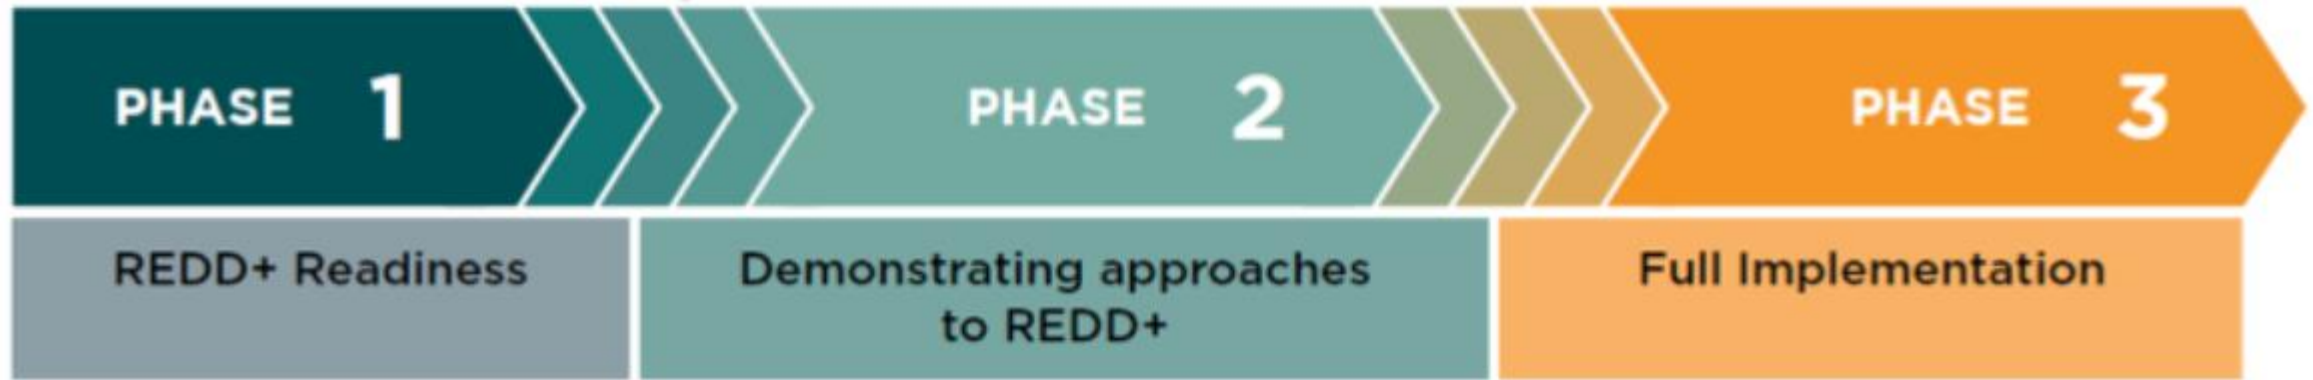 PHASE 1
PHASE 2
PHASE 3
REDD+ Readiness
Demonstrating approaches
to REDD+
Full Implementation